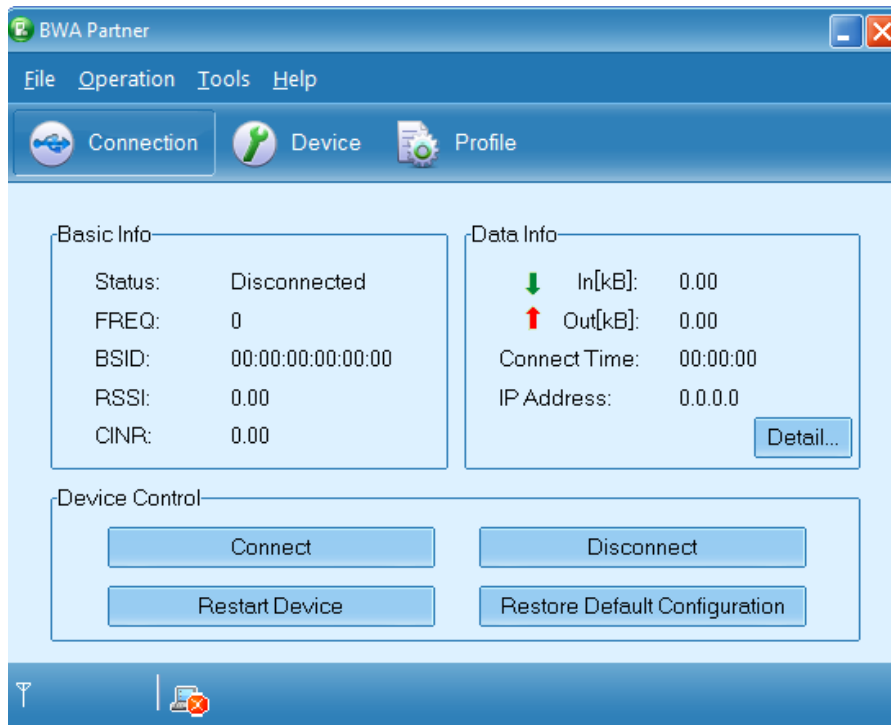 BWA Partner
File Operation Tools Help
Connection Device Profile
Basic Info
Status: Disconnected
FREQ: 0
BSID: 00:00:00:00:00:00
RSSI: 0.00
CINR: 0.00
Data Info
In[kB]: 0.00
Out[kB]: 0.00
Connect Time: 00:00:00
IP Address: 0.0.0.0
Detail...
Device Control
Connect Disconnect
Restart Device Restore Default Configuration